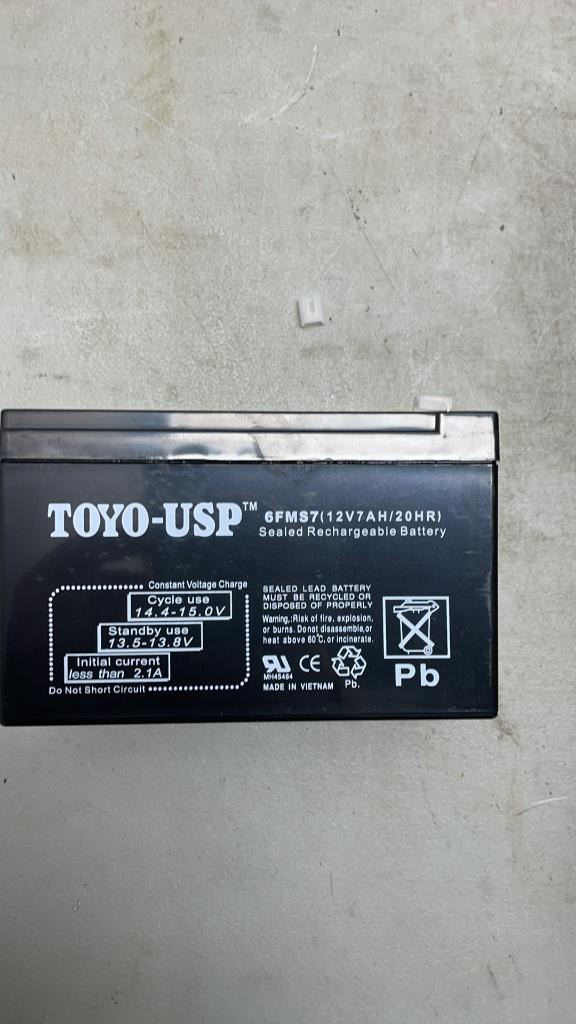 TOYO-USP™ 6FMS7(12V7AH/20HR)
Sealed Rechargeable Battery
Constant Voltage Charge
Cycle use
14.4-15.0V
Standby use
13.5-13.8V
Initial current
less than 2.1A
Do Not Short Circuit
SEALED LEAD BATTERY
MUST BE RECYCLED OR
DISPOSED OF PROPERLY
Warning.:Risk of fire, explosion,
or burns. Do not disassemble,or
heat above 60℃, or incinerate.
MH45484
CE
MADE IN VIETNAM
Pb.
Pb